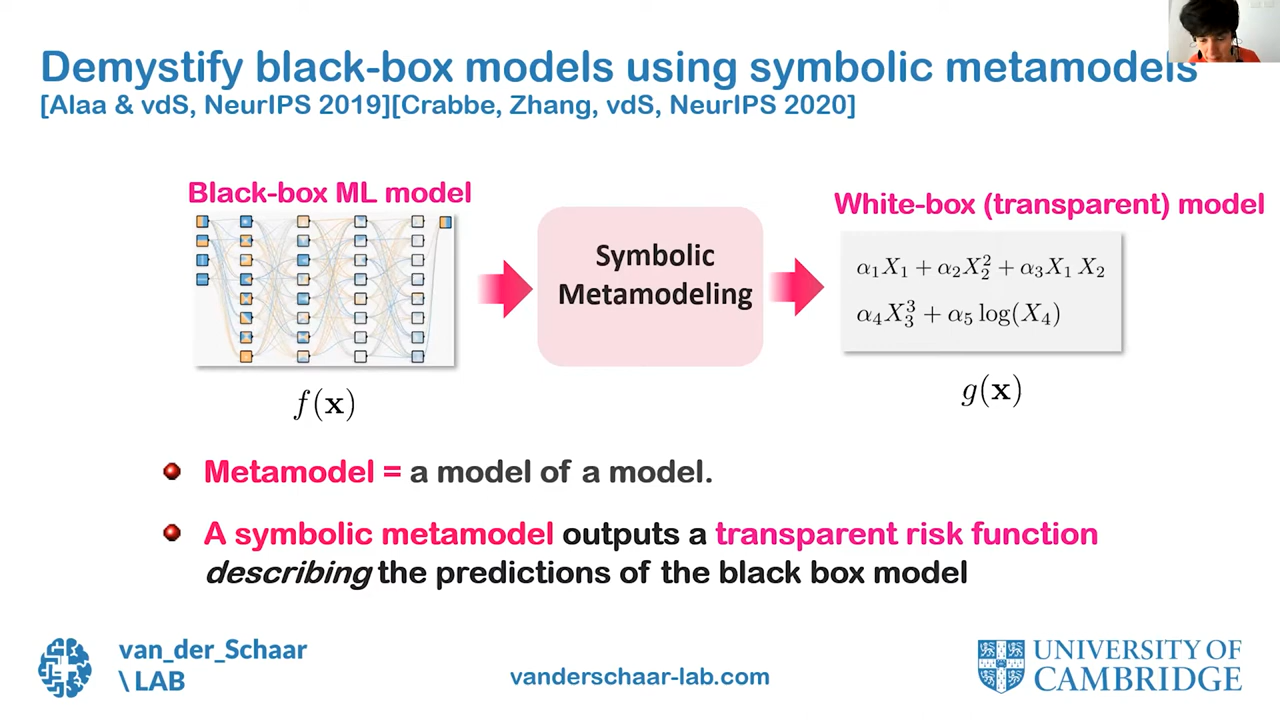 Demystify black-box models using symbolic metamodels
[Alaa & vdS, NeurIPS 2019][Crabbe, Zhang, vdS, NeurIPS 2020]
Black-box ML model
f(x)
Symbolic
Metamodeling
White-box (transparent) model
α₁X₁ + α₂X₂² + α₃X₁ X₂
α₄X₃³ + α₅ log(X₄)
g(x)
Metamodel = a model of a model.
A symbolic metamodel outputs a transparent risk function
describing the predictions of the black box model
van_der_Schaar
\ LAB
vanderschaar-lab.com
UNIVERSITY OF
CAMBRIDGE